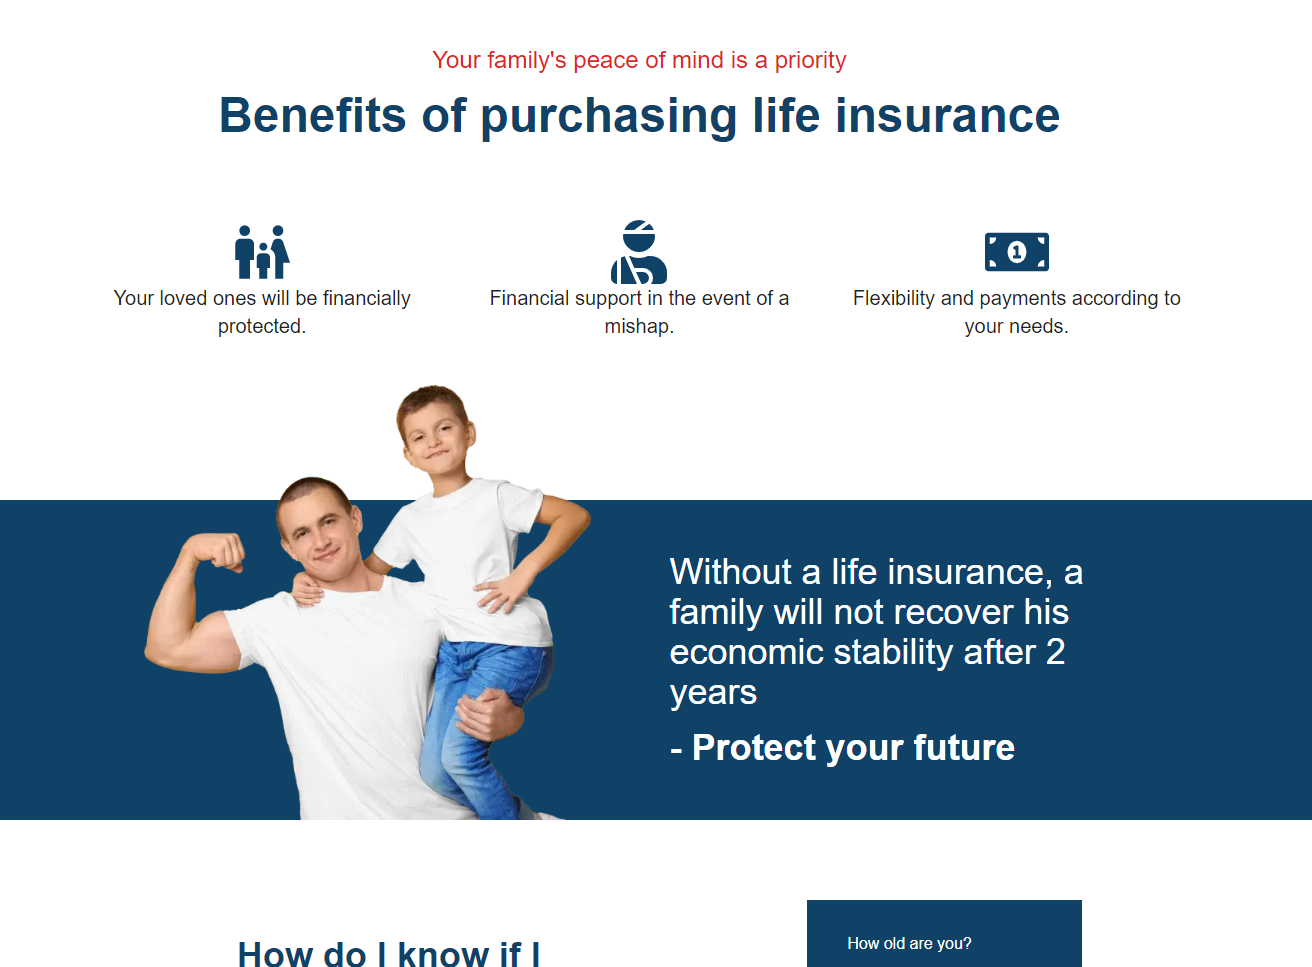 Your family's peace of mind is a priority
Benefits of purchasing life insurance
Your loved ones will be financially
protected.
Financial support in the event of a
mishap.
1
Flexibility and payments according to
your needs.
Without a life insurance, a
family will not recover his
economic stability after 2
years
- Protect your future
How do I know if I
How old are you?